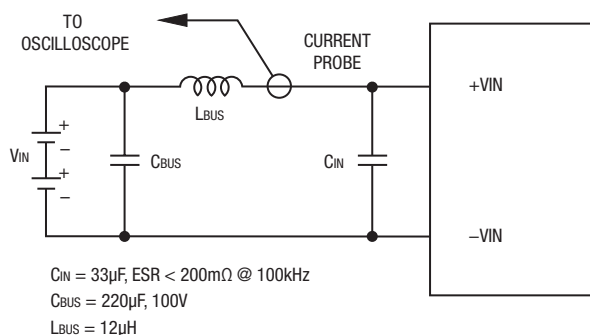 TO
OSCILLOSCOPE
CURRENT
PROBE
LBUS
+VIN
VIN
+
−
+
−
CBUS
CIN
−VIN
CIN = 33µF, ESR < 200mΩ @ 100kHz
CBUS = 220µF, 100V
LBUS = 12µH